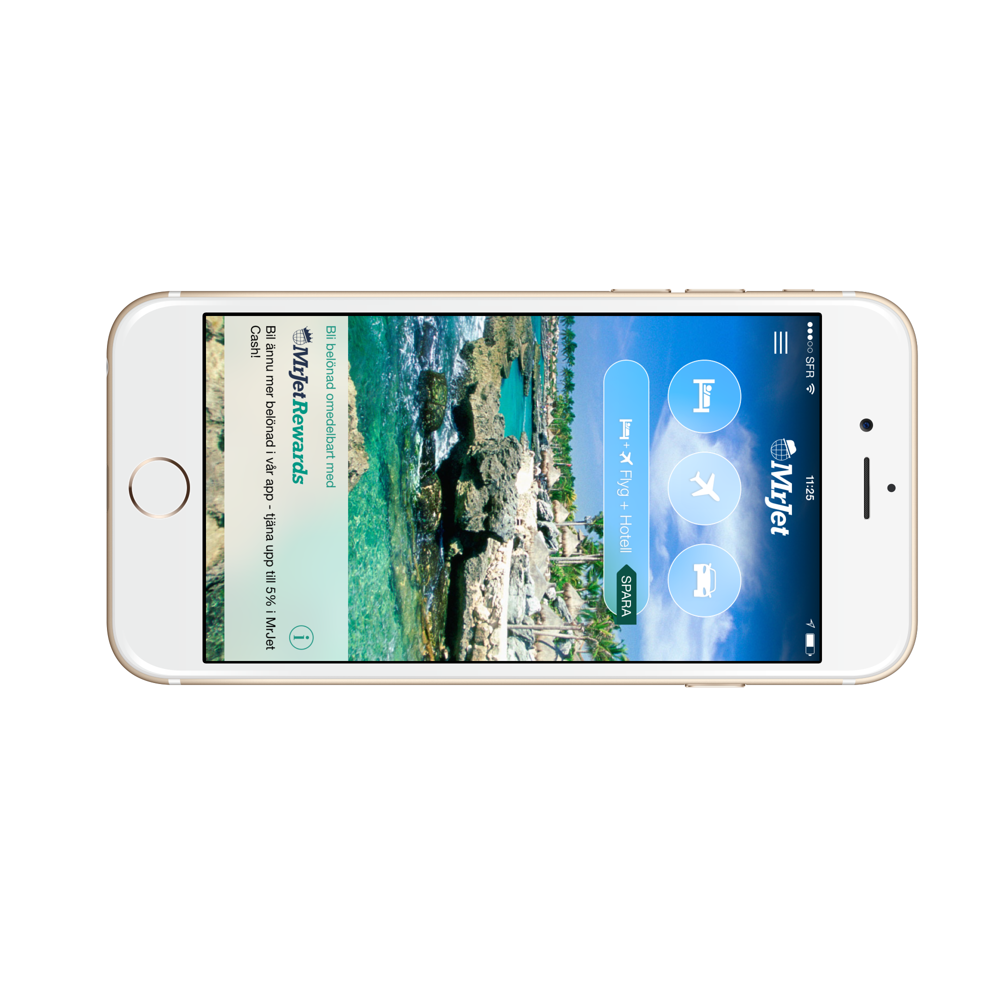 SFR 11:25
MrJet
Flyg + Hotell SPARA
Bli belönad omedelbart med
MrJetRewards
Bil ännu mer belönad i vår app - tjäna upp till 5% i MrJet
Cash!